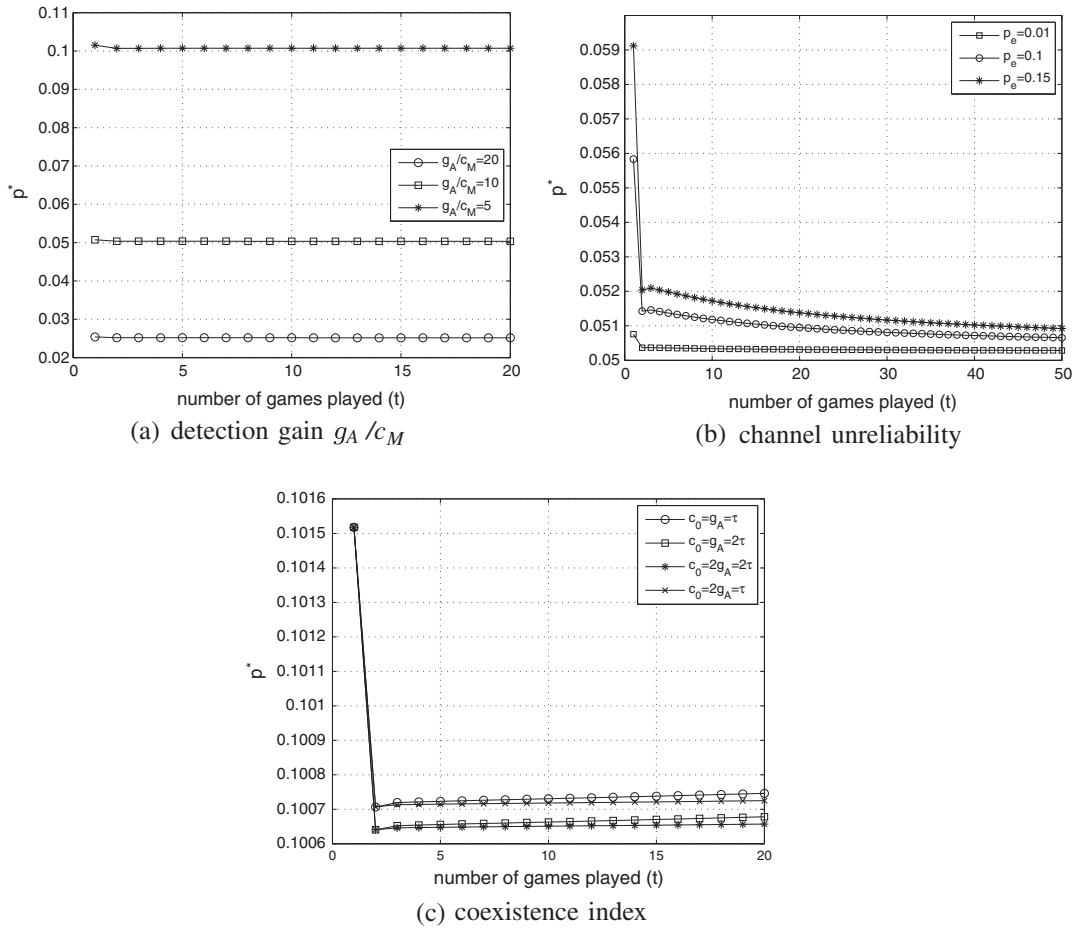 0.11
0.1
0.09
0.08
0.07
0.06
0.05
0.04
0.03
0.02
p*
0
5
10
15
20
number of games played (t)
g_A/c_M=20
g_A/c_M=10
g_A/c_M=5
(a) detection gain g_A /c_M
0.059
0.058
0.057
0.056
0.055
0.054
0.053
0.052
0.051
0.05
p*
0
10
20
30
40
50
number of games played (t)
p_e=0.01
p_e=0.1
p_e=0.15
(b) channel unreliability
0.1016
0.1015
0.1014
0.1013
0.1012
0.1011
0.101
0.1009
0.1008
0.1007
0.1006
p*
0
5
10
15
20
number of games played (t)
c_0=g_A=τ
c_0=g_A=2τ
c_0=2g_A=2τ
c_0=2g_A=τ
(c) coexistence index